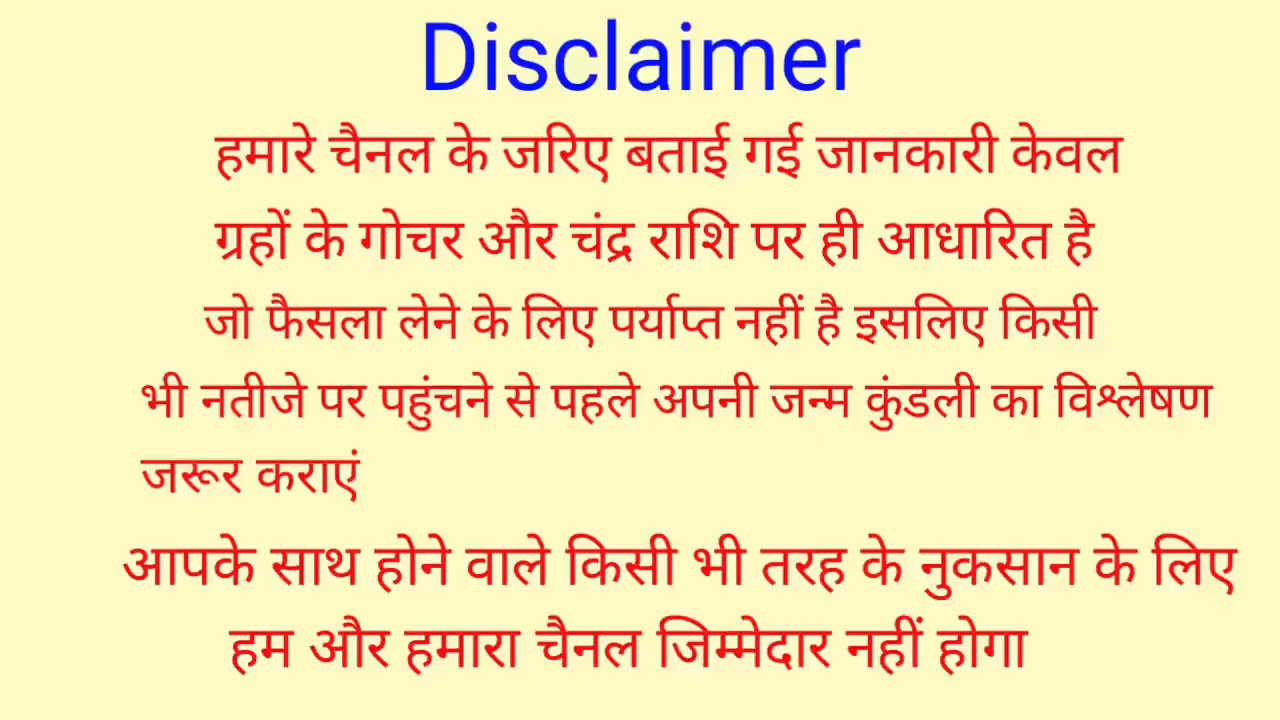 Disclaimer
हमारे चैनल के जरिए बताई गई जानकारी केवल
ग्रहों के गोचर और चंद्र राशि पर ही आधारित है
जो फैसला लेने के लिए पर्याप्त नहीं है इसलिए किसी
भी नतीजे पर पहुंचने से पहले अपनी जन्म कुंडली का विश्लेषण
जरूर कराएं
आपके साथ होने वाले किसी भी तरह के नुकसान के लिए
हम और हमारा चैनल जिम्मेदार नहीं होगा